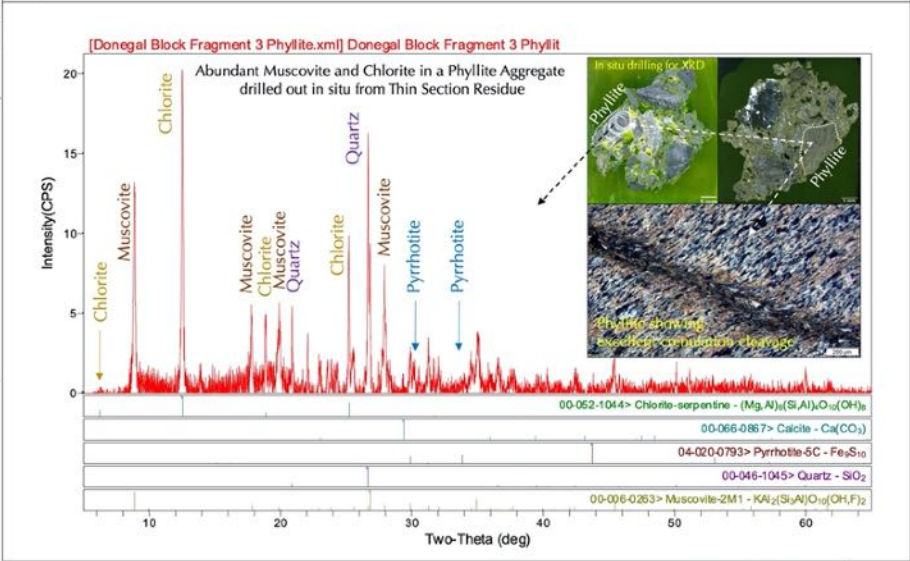 [Donegal Block Fragment 3 Phyllite.xml] Donegal Block Fragment 3 Phyllit
Abundant Muscovite and Chlorite in a Phyllite Aggregate
drilled out in situ from Thin Section Residue
In situ drilling for XRD
Phyllite
Phyllite
Phyllite showing
excellent crenulation cleavage
200 µm
Intensity(CPS)
20
15
10
5
0
Chlorite
Muscovite
Chlorite
Muscovite
Chlorite
Muscovite
Quartz
Chlorite
Quartz
Muscovite
Pyrrhotite
Pyrrhotite
00-052-1044> Chlorite-serpentine - (Mg,Al)₆(Si,Al)₄O₁₀(OH)₈
00-066-0867> Calcite - Ca(CO₃)
04-020-0793> Pyrrhotite-5C - Fe₉S₁₀
00-046-1045> Quartz - SiO₂
00-006-0263> Muscovite-2M1 - KAl₂(Si₃Al)O₁₀(OH,F)₂
10 20 30 40 50 60
Two-Theta (deg)